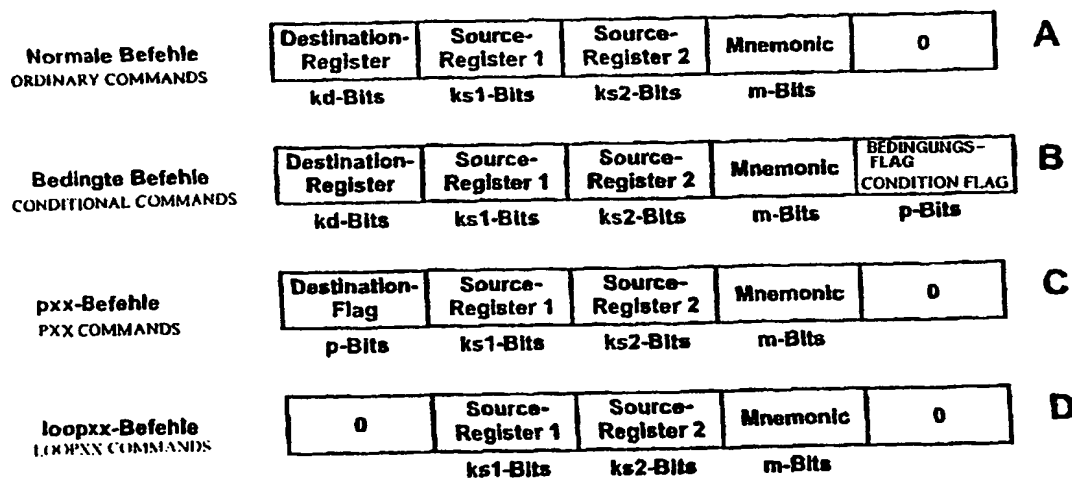 Normale Befehle
ORDINARY COMMANDS
Destination-
Register
Source-
Register 1
Source-
Register 2
Mnemonic
0
A
kd-Bits
ks1-Bits
ks2-Bits
m-Bits
Bedingte Befehle
CONDITIONAL COMMANDS
Destination-
Register
Source-
Register 1
Source-
Register 2
Mnemonic
BEDINGUNGS-
FLAG
CONDITION FLAG
B
kd-Bits
ks1-Bits
ks2-Bits
m-Bits
p-Bits
pxx-Befehle
PXX COMMANDS
Destination-
Flag
Source-
Register 1
Source-
Register 2
Mnemonic
0
C
p-Bits
ks1-Bits
ks2-Bits
m-Bits
loopxx-Befehle
LOOPXX COMMANDS
0
Source-
Register 1
Source-
Register 2
Mnemonic
0
D
ks1-Bits
ks2-Bits
m-Bits